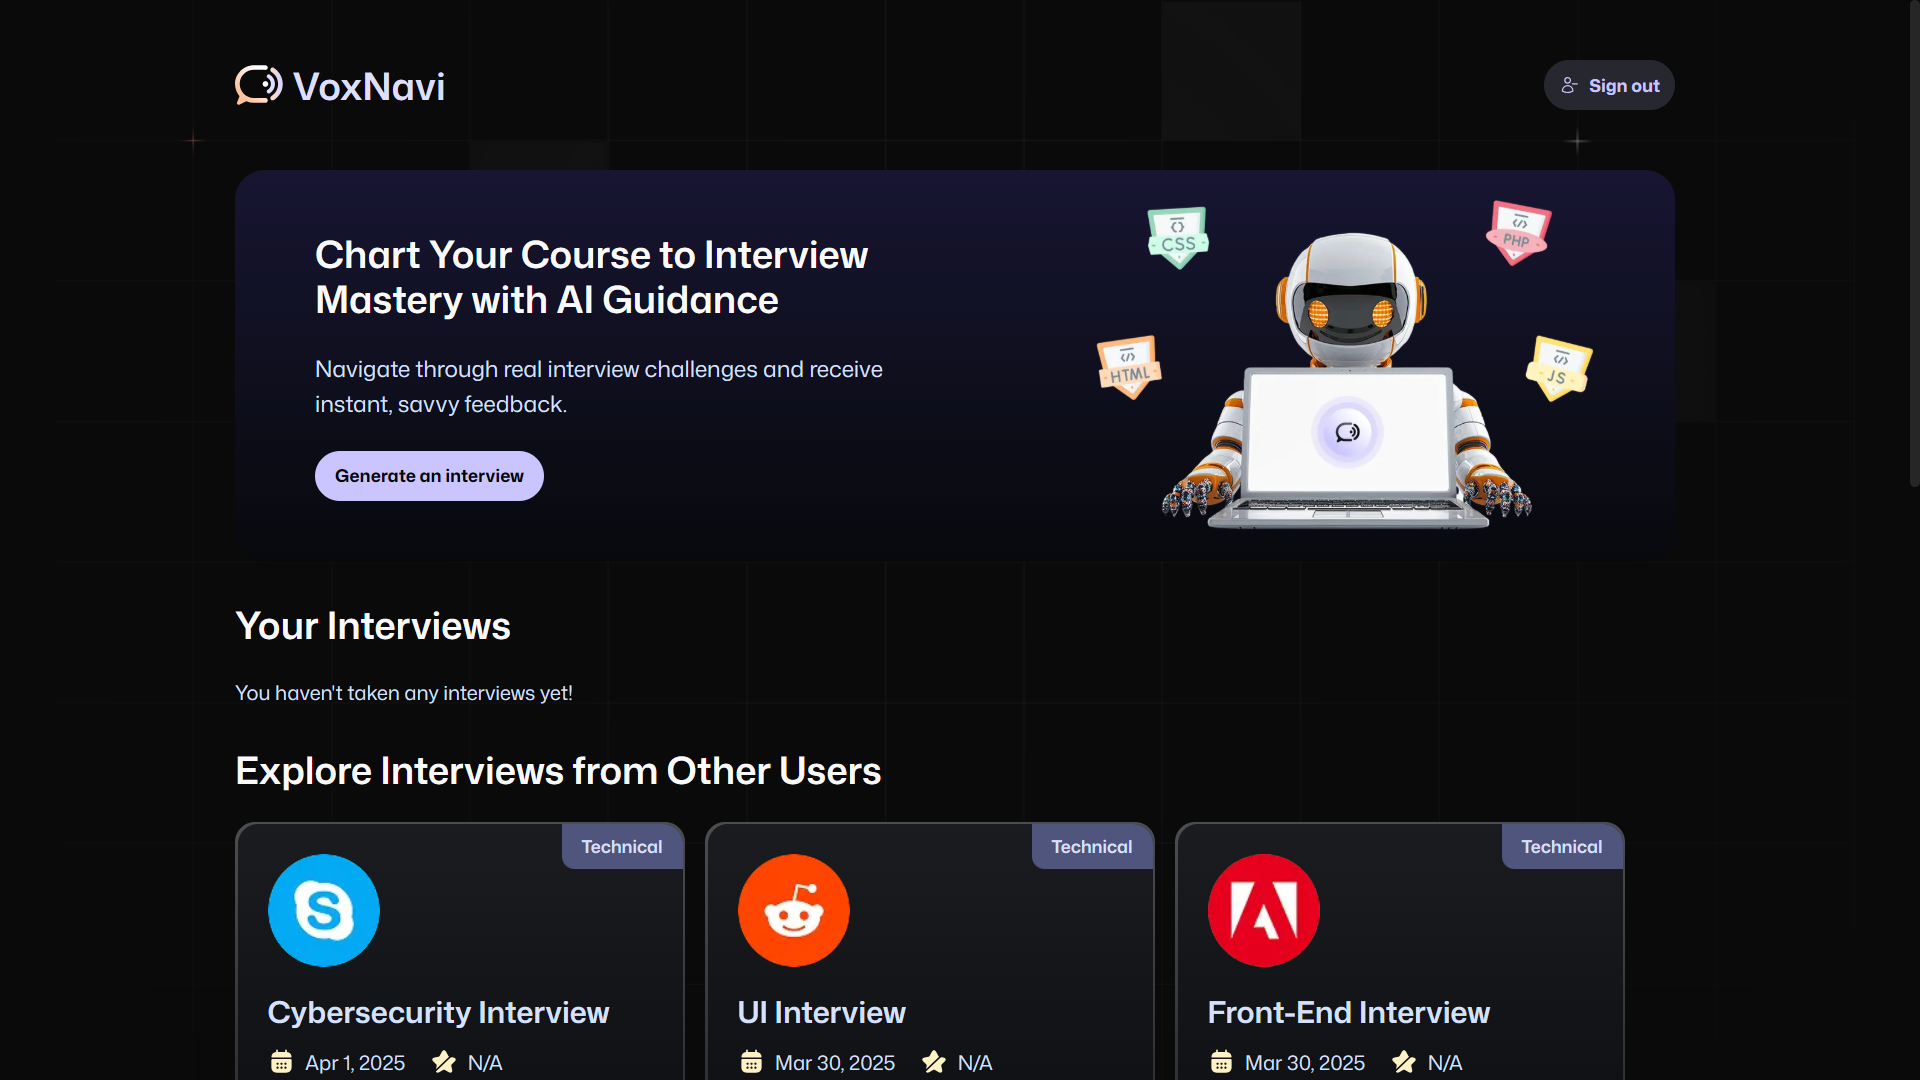 VoxNavi
Sign out
Chart Your Course to Interview
Mastery with AI Guidance
Navigate through real interview challenges and receive
instant, savvy feedback.
Generate an interview
CSS
PHP
HTML
JS
Your Interviews
You haven't taken any interviews yet!
Explore Interviews from Other Users
Technical
Technical
Technical
Cybersecurity Interview
UI Interview
Front-End Interview
Apr 1, 2025 N/A
Mar 30, 2025 N/A
Mar 30, 2025 N/A